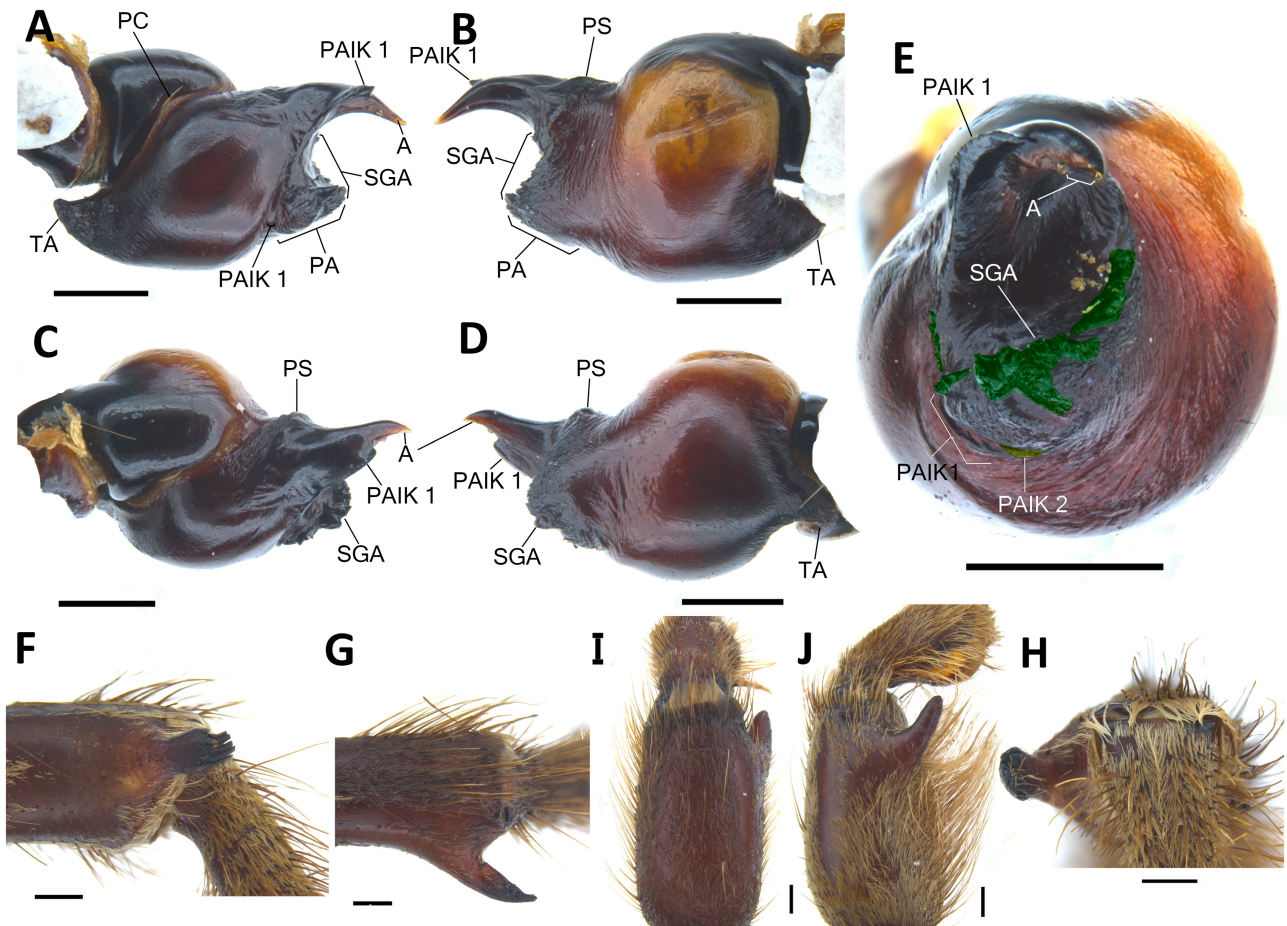 A
PC
PAIK 1
A
SGA
PA
PAIK 1
TA
B
PS
PAIK 1
SGA
PA
TA
E
PAIK 1
A
SGA
PAIK1
PAIK 2
C
PS
A
PAIK 1
SGA
D
PS
PAIK 1
SGA
TA
F
G
I
J
H